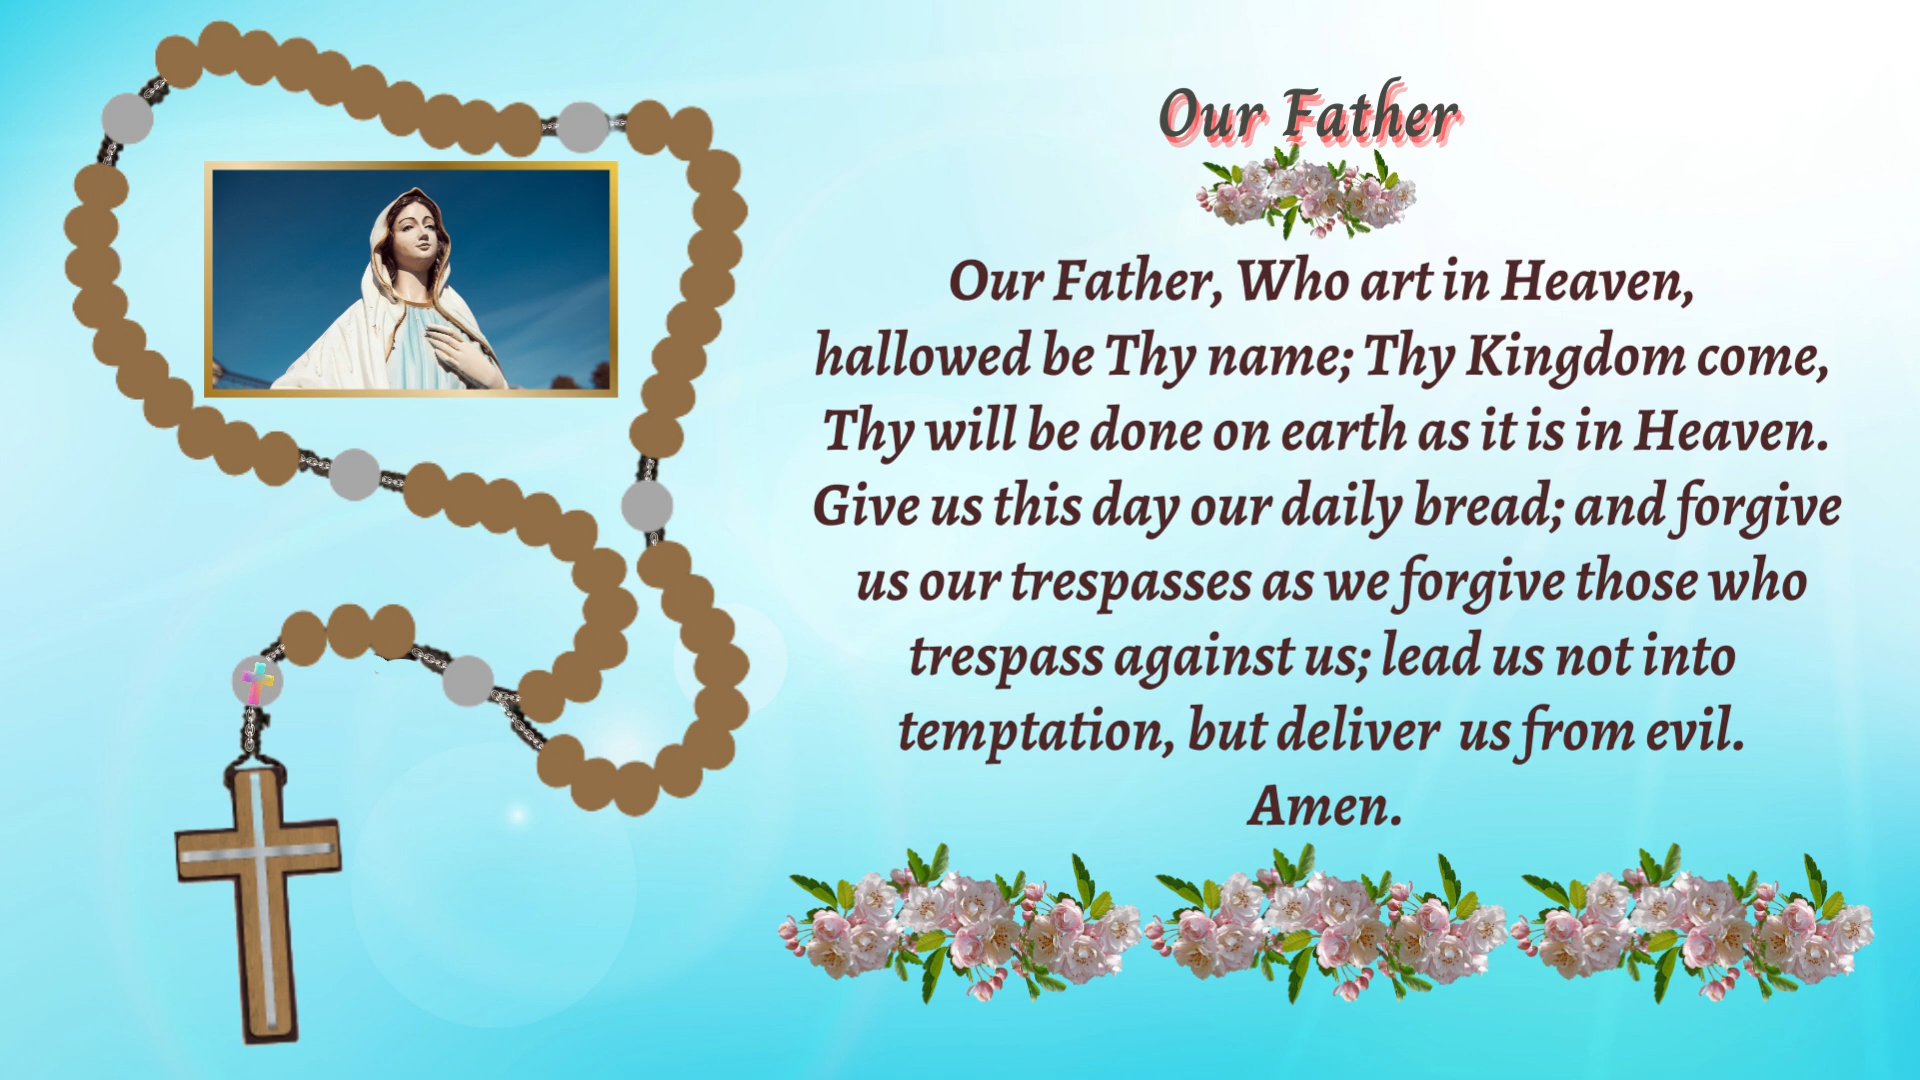 Our Father
Our Father, Who art in Heaven,
hallowed be Thy name; Thy Kingdom come,
Thy will be done on earth as it is in Heaven.
Give us this day our daily bread; and forgive
us our trespasses as we forgive those who
trespass against us; lead us not into
temptation, but deliver us from evil.
Amen.